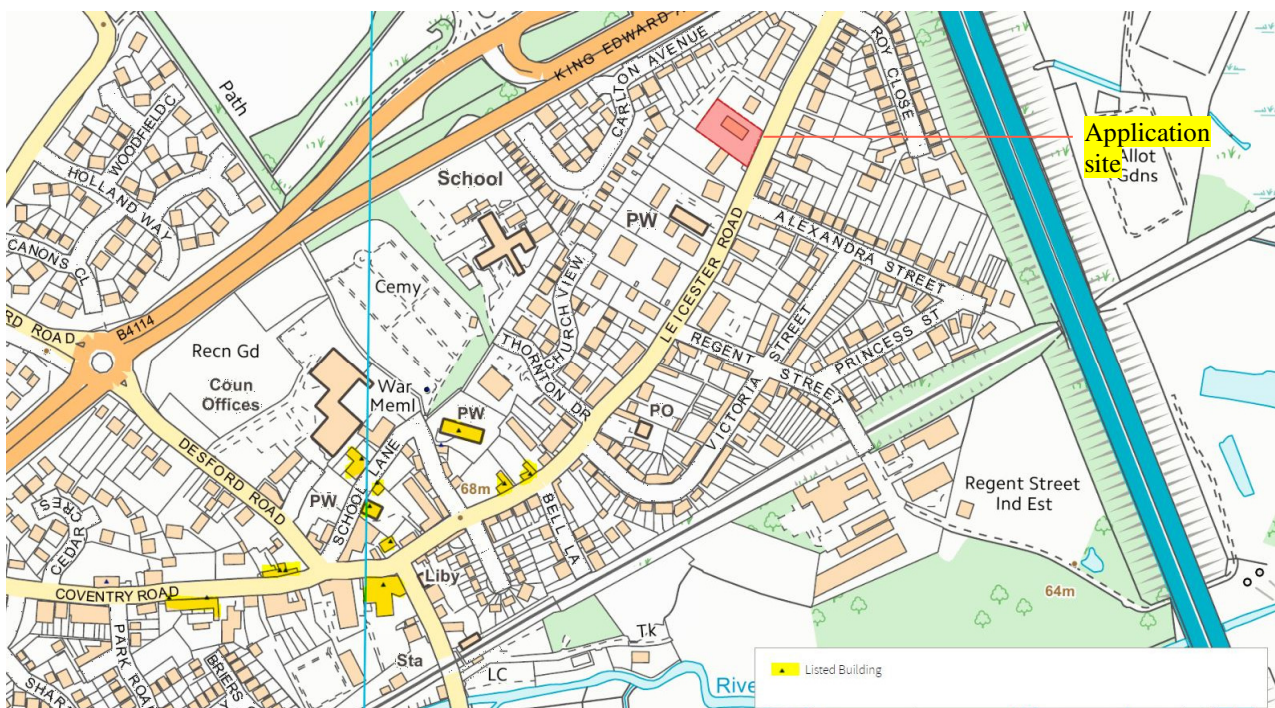 KING EDWARD A
CARLTON AVENUE
ROY CLOSE
Path
WOODFIELD C
HOLLAND WAY
CANONS CL
School
Application
site
Allot
Gdns
PW
ALEXANDRA STREET
LEICESTER ROAD
Cemy
CHURCH VIEW
RD ROAD
B4114
Recn Gd
Coun
Offices
THORNTON DR
REGENT STREET
VICTORIA STREET
PRINCESS ST
War
Meml
PW
PO
DESFORD ROAD
SCHOOL LANE
PW
68m
BELL LA
Regent Street
Ind Est
CEDAR CRES
COVENTRY ROAD
Liby
64m
PARK ROA
BRIERS
SHAR
Sta
LC
Tk
Rive
Listed Building